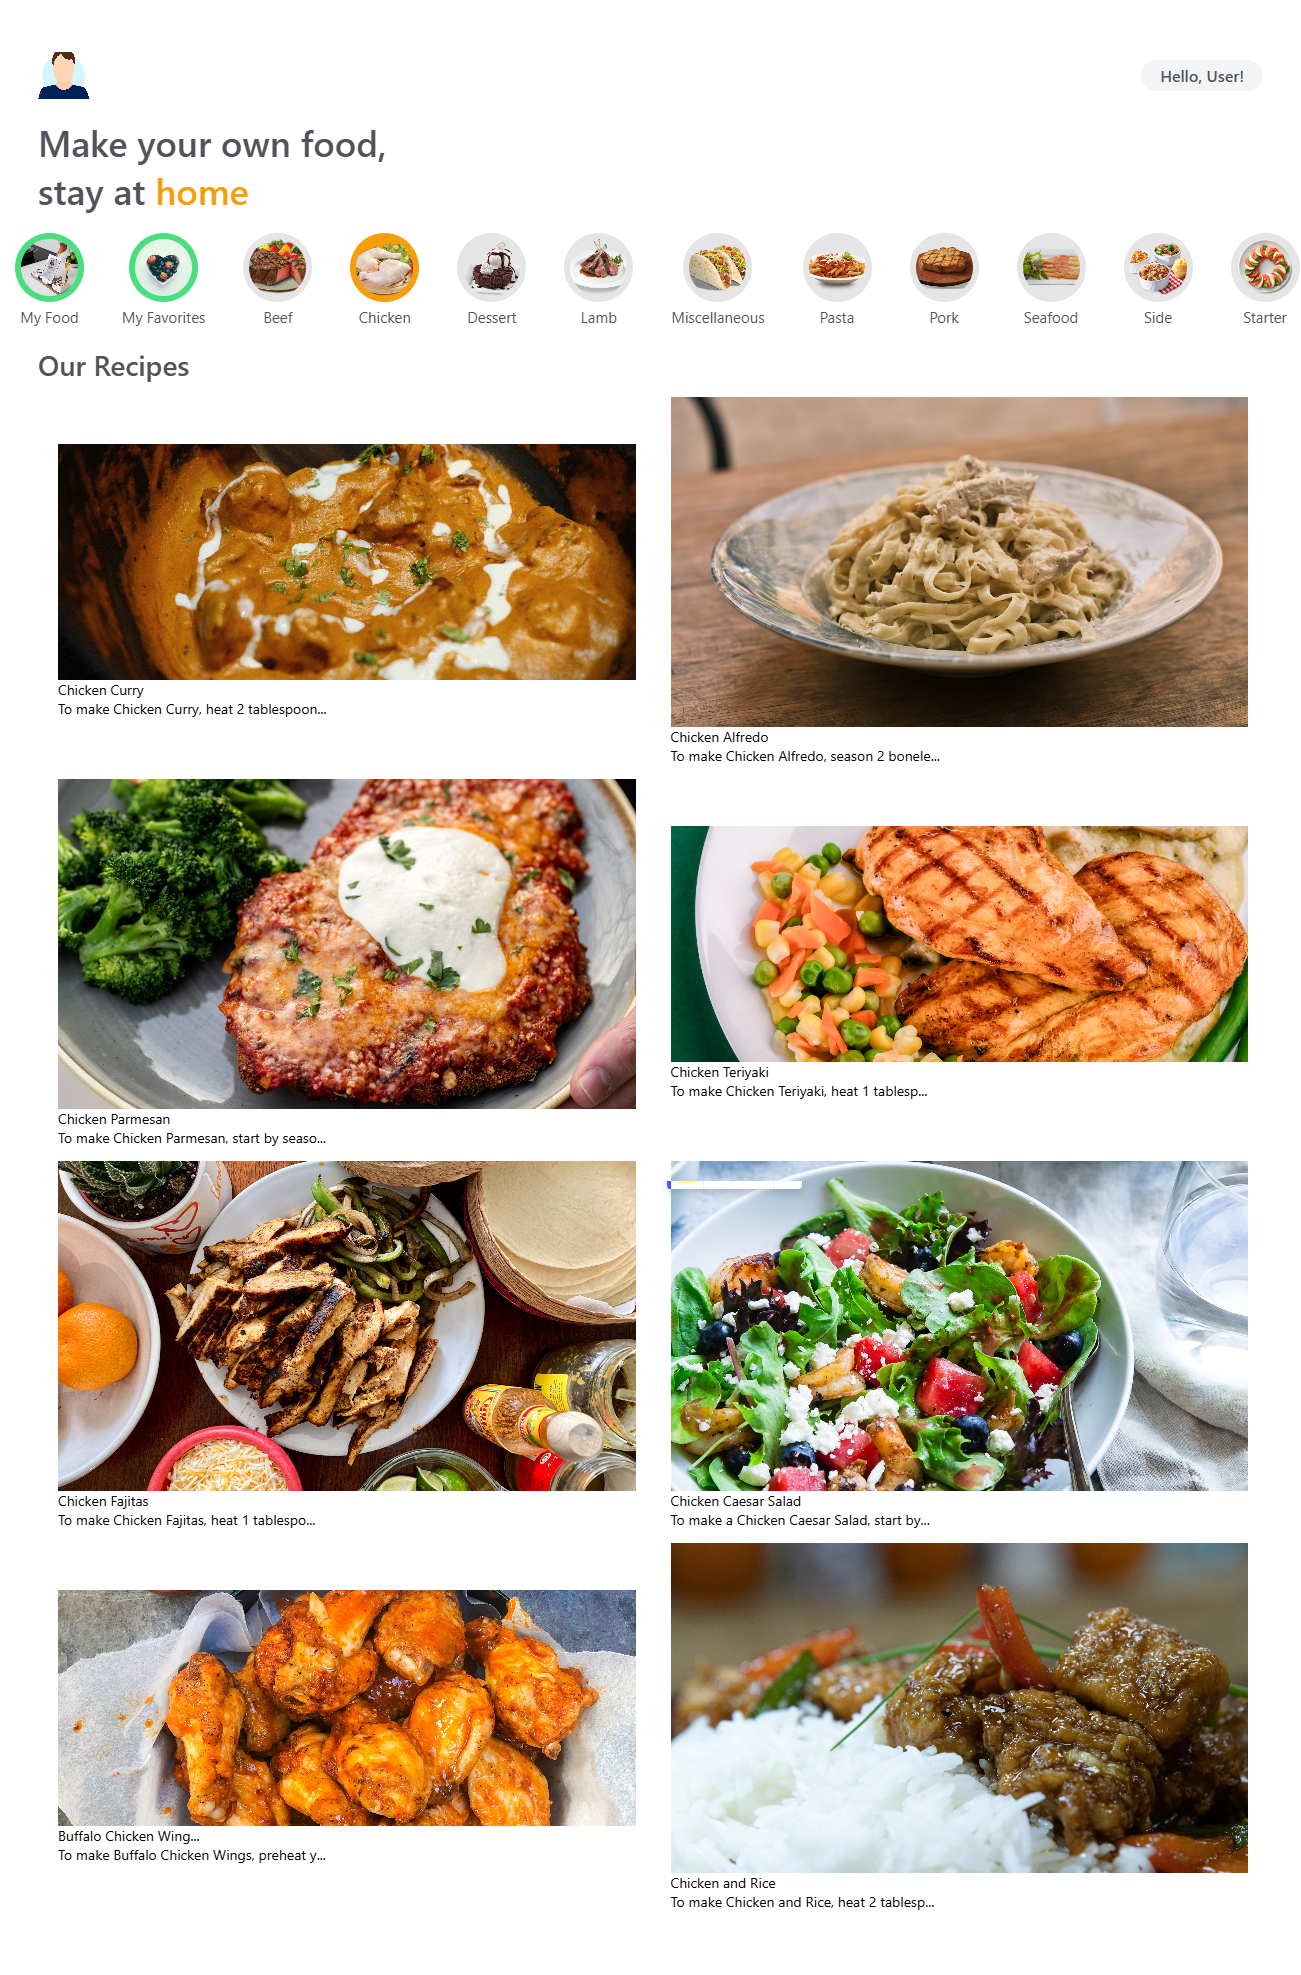 Hello, User!
Make your own food,
stay at home
My Food
My Favorites
Beef
Chicken
Dessert
Lamb
Miscellaneous
Pasta
Pork
Seafood
Side
Starter
Our Recipes
Chicken Curry
To make Chicken Curry, heat 2 tablespoon...
Chicken Alfredo
To make Chicken Alfredo, season 2 bonele...
Chicken Parmesan
To make Chicken Parmesan, start by seaso...
Chicken Teriyaki
To make Chicken Teriyaki, heat 1 tablesp...
Chicken Fajitas
To make Chicken Fajitas, heat 1 tablespo...
Chicken Caesar Salad
To make a Chicken Caesar Salad, start by...
Buffalo Chicken Wing...
To make Buffalo Chicken Wings, preheat y...
Chicken and Rice
To make Chicken and Rice, heat 2 tablesp...